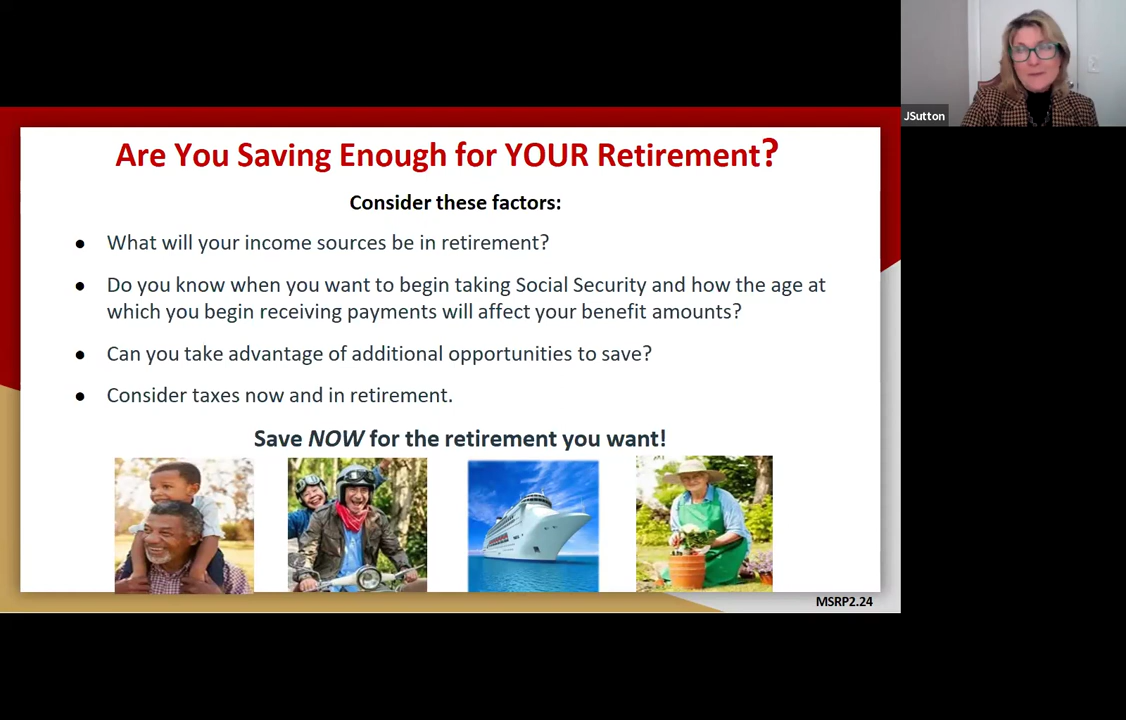 JSutton
Are You Saving Enough for YOUR Retirement?
Consider these factors:
● What will your income sources be in retirement?
● Do you know when you want to begin taking Social Security and how the age at
which you begin receiving payments will affect your benefit amounts?
● Can you take advantage of additional opportunities to save?
● Consider taxes now and in retirement.
Save NOW for the retirement you want!
MSRP2.24